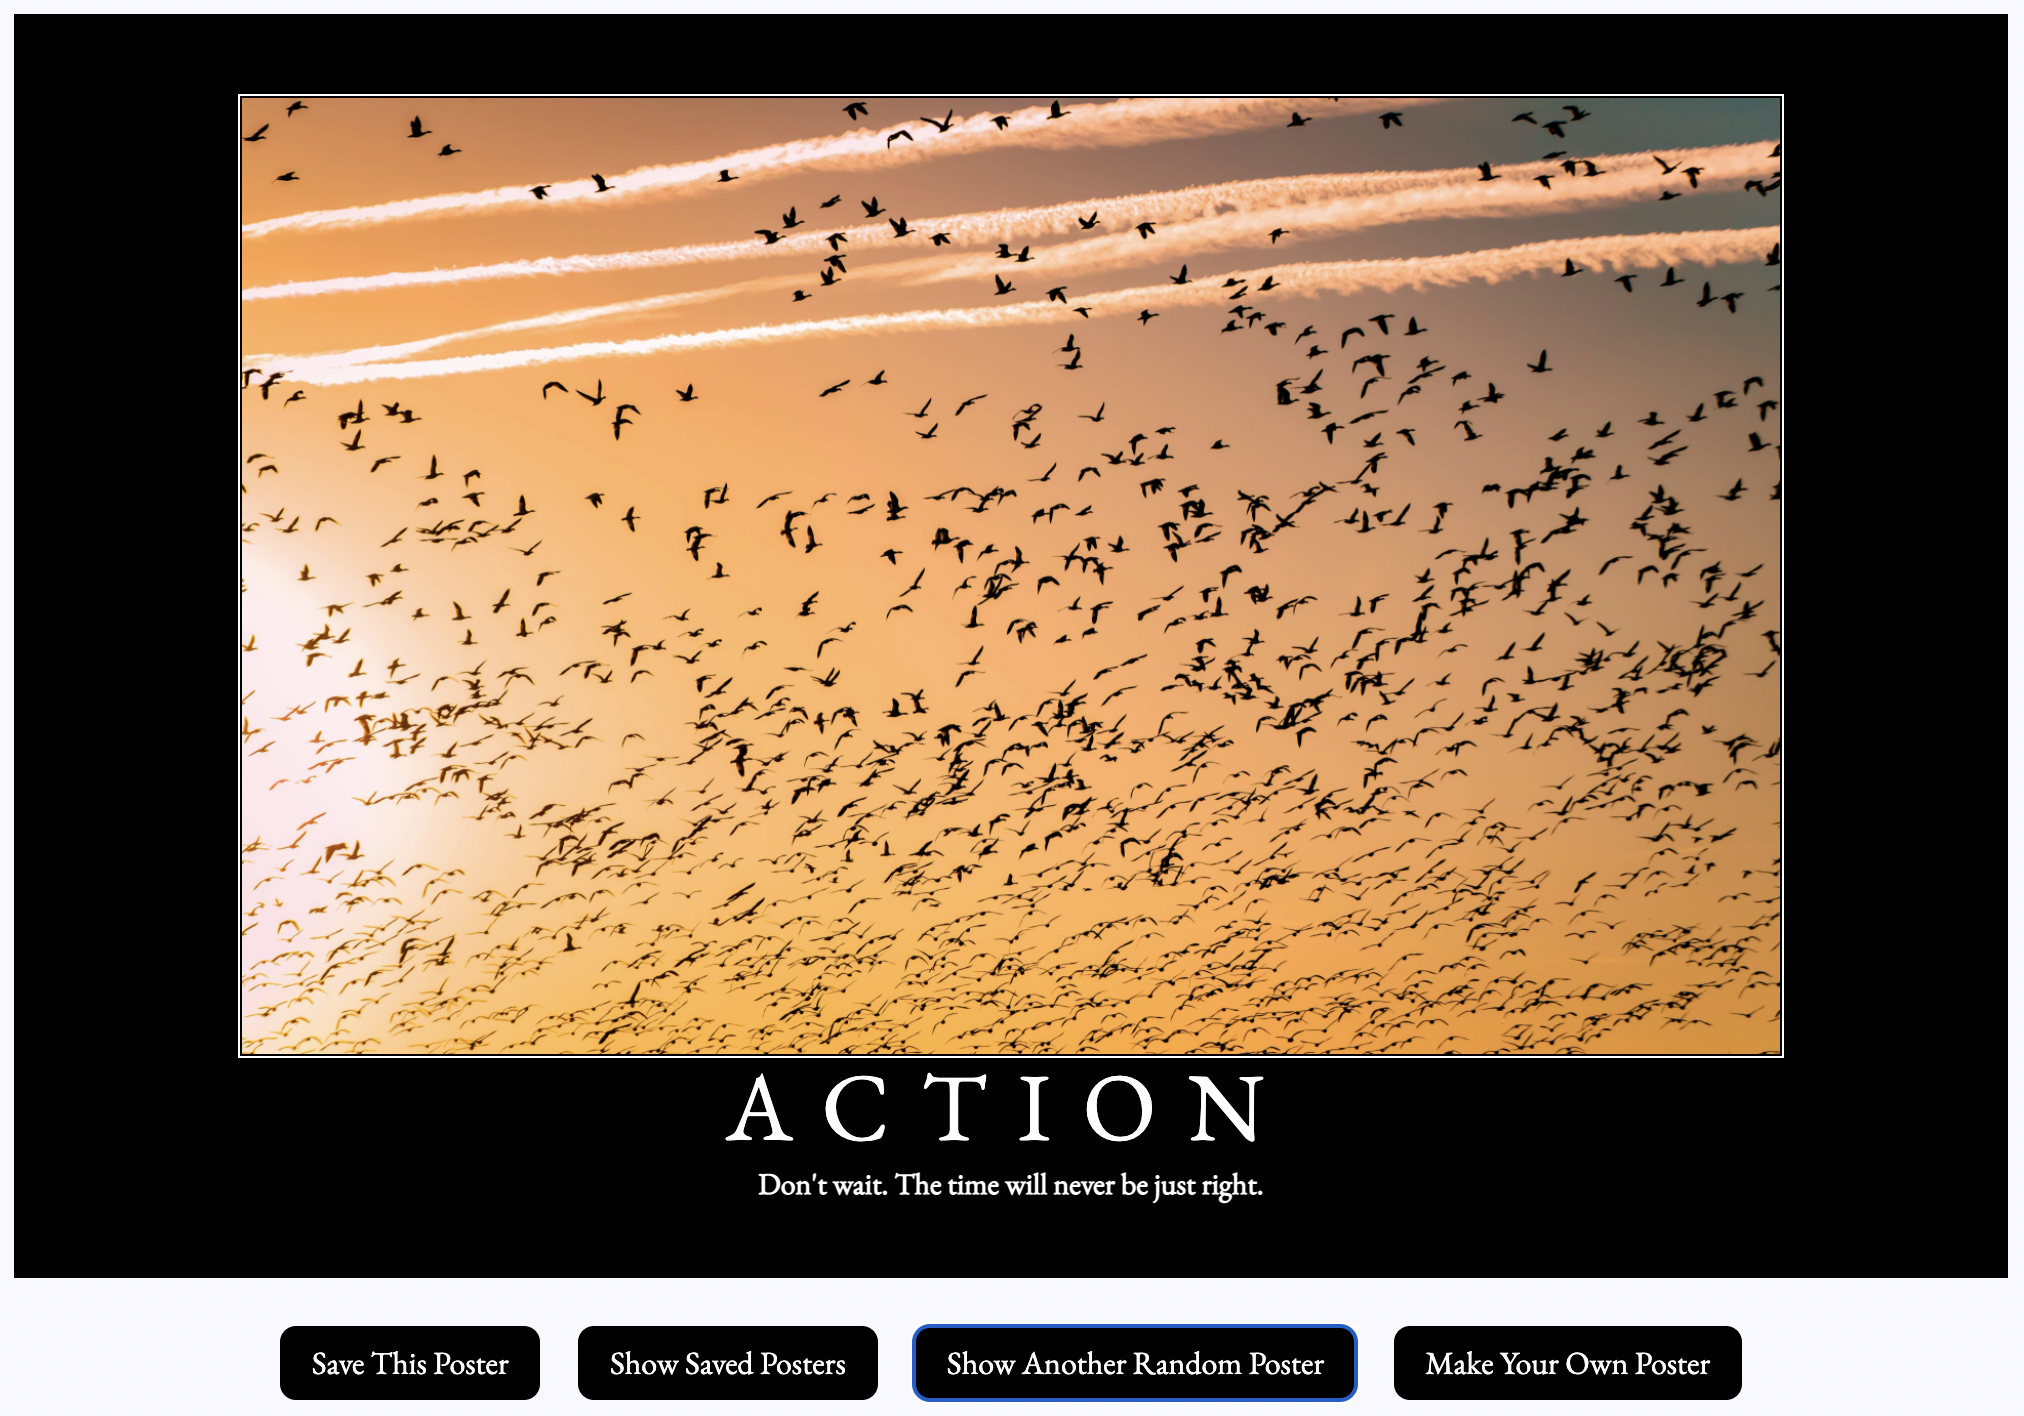 ACTION
Don't wait. The time will never be just right.
Save This Poster
Show Saved Posters
Show Another Random Poster
Make Your Own Poster